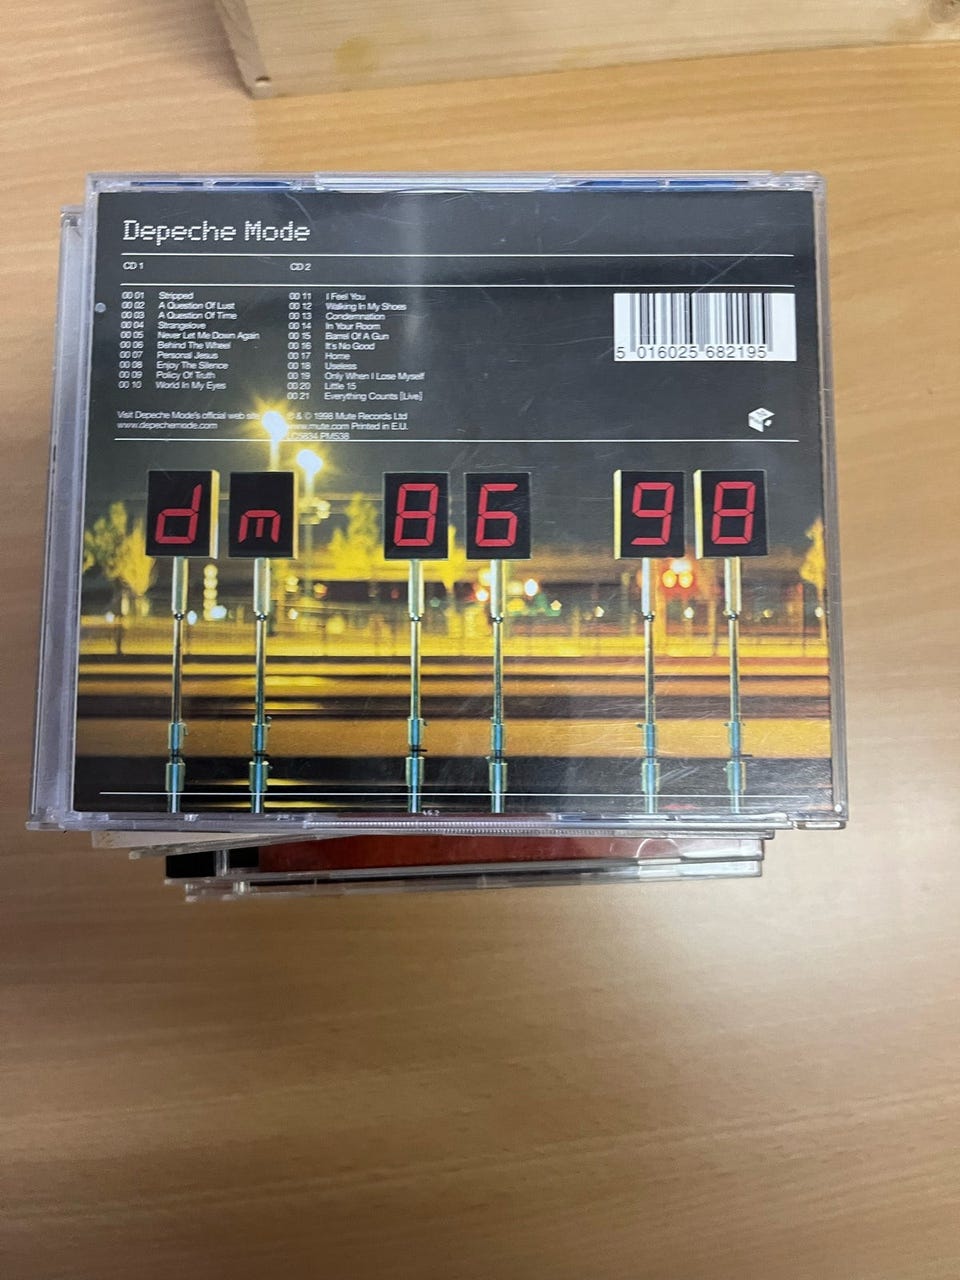 Depeche Mode
CD 1 CD 2
00 01 Stripped
00 02 A Question Of Lust
00 03 A Question Of Time
00 04 Strangelove
00 05 Never Let Me Down Again
00 06 Behind The Wheel
00 07 Personal Jesus
00 08 Enjoy The Silence
00 09 Policy Of Truth
00 10 World In My Eyes
00 11 I Feel You
00 12 Walking In My Shoes
00 13 Condemnation
00 14 In Your Room
00 15 Barrel Of A Gun
00 16 It's No Good
00 17 Home
00 18 Useless
00 19 Only When I Lose Myself
00 20 Little 15
00 21 Everything Counts [Live]
5 016025 682195
Visit Depeche Mode's official web site
www.depechemode.com
℗ & © 1998 Mute Records Ltd
www.mute.com Printed in E.U.
LC5834 PM538
dm 86 98